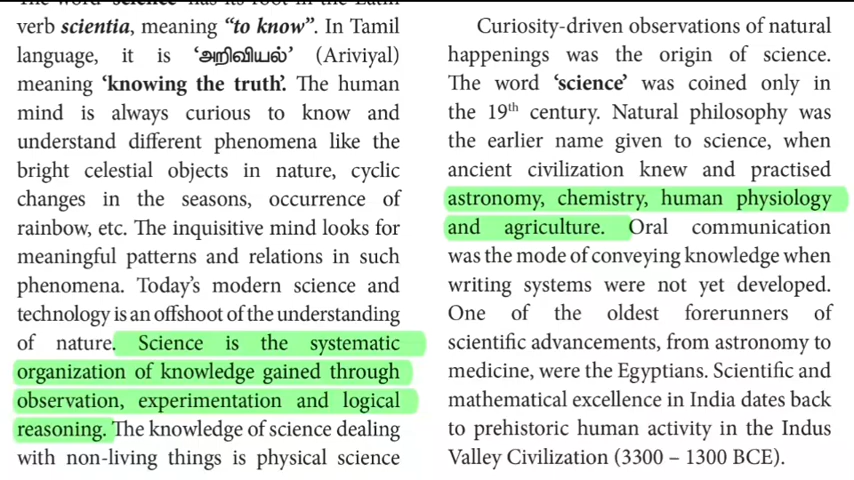 The word 'science' has its root in the Latin
verb scientia, meaning "to know". In Tamil
language, it is ‘அறிவியல்’ (Ariviyal)
meaning ‘knowing the truth’. The human
mind is always curious to know and
understand different phenomena like the
bright celestial objects in nature, cyclic
changes in the seasons, occurrence of
rainbow, etc. The inquisitive mind looks for
meaningful patterns and relations in such
phenomena. Today’s modern science and
technology is an offshoot of the understanding
of nature. Science is the systematic
organization of knowledge gained through
observation, experimentation and logical
reasoning. The knowledge of science dealing
with non-living things is physical science
Curiosity-driven observations of natural
happenings was the origin of science.
The word ‘science’ was coined only in
the 19th century. Natural philosophy was
the earlier name given to science, when
ancient civilization knew and practised
astronomy, chemistry, human physiology
and agriculture. Oral communication
was the mode of conveying knowledge when
writing systems were not yet developed.
One of the oldest forerunners of
scientific advancements, from astronomy to
medicine, were the Egyptians. Scientific and
mathematical excellence in India dates back
to prehistoric human activity in the Indus
Valley Civilization (3300 – 1300 BCE).